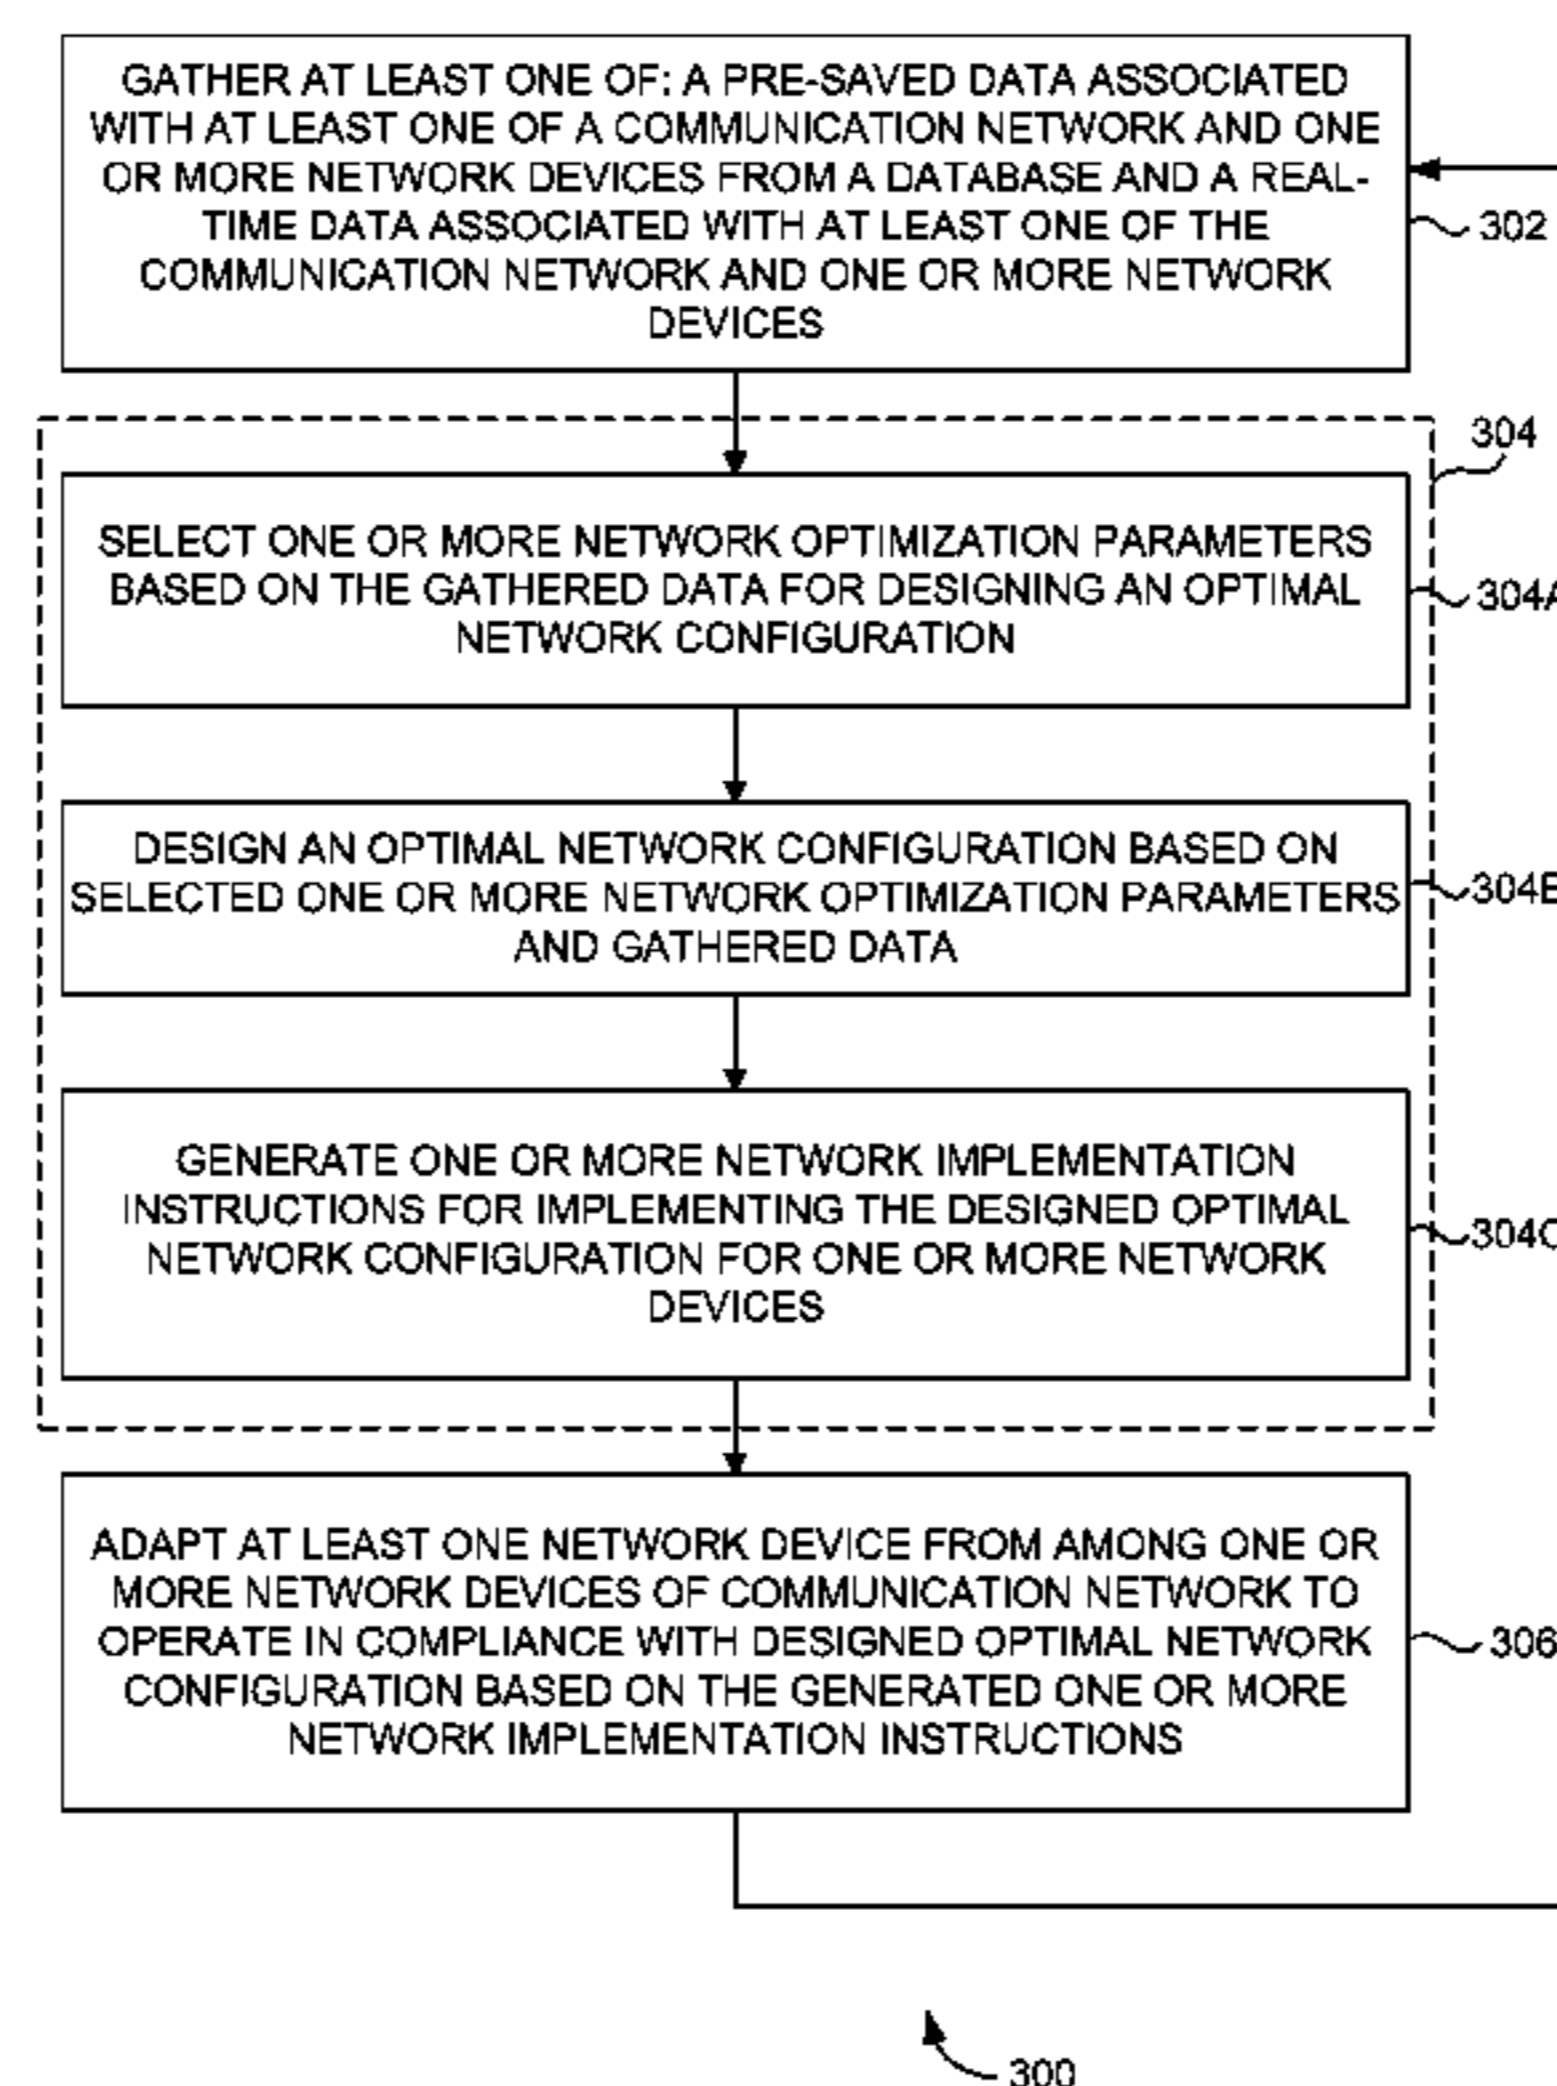 GATHER AT LEAST ONE OF: A PRE-SAVED DATA ASSOCIATED
WITH AT LEAST ONE OF A COMMUNICATION NETWORK AND ONE
OR MORE NETWORK DEVICES FROM A DATABASE AND A REAL-
TIME DATA ASSOCIATED WITH AT LEAST ONE OF THE
COMMUNICATION NETWORK AND ONE OR MORE NETWORK
DEVICES
302
304
SELECT ONE OR MORE NETWORK OPTIMIZATION PARAMETERS
BASED ON THE GATHERED DATA FOR DESIGNING AN OPTIMAL
NETWORK CONFIGURATION
304A
DESIGN AN OPTIMAL NETWORK CONFIGURATION BASED ON
SELECTED ONE OR MORE NETWORK OPTIMIZATION PARAMETERS
AND GATHERED DATA
304B
GENERATE ONE OR MORE NETWORK IMPLEMENTATION
INSTRUCTIONS FOR IMPLEMENTING THE DESIGNED OPTIMAL
NETWORK CONFIGURATION FOR ONE OR MORE NETWORK
DEVICES
304C
ADAPT AT LEAST ONE NETWORK DEVICE FROM AMONG ONE OR
MORE NETWORK DEVICES OF COMMUNICATION NETWORK TO
OPERATE IN COMPLIANCE WITH DESIGNED OPTIMAL NETWORK
CONFIGURATION BASED ON THE GENERATED ONE OR MORE
NETWORK IMPLEMENTATION INSTRUCTIONS
306
300